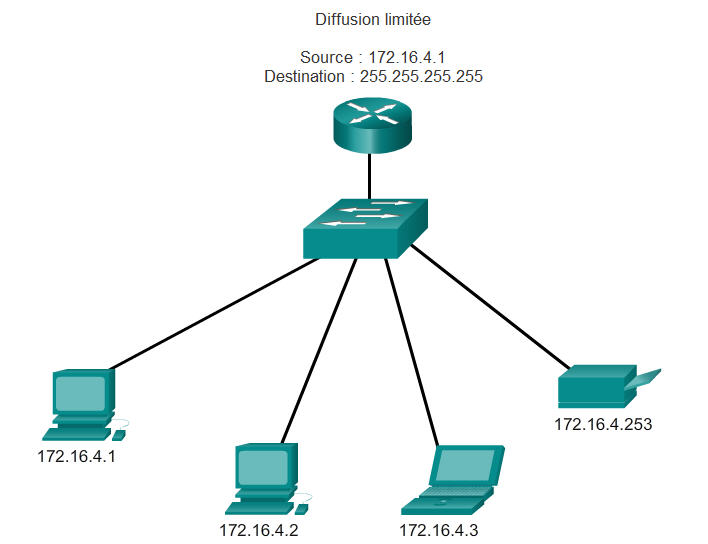 Diffusion limitée
Source : 172.16.4.1
Destination : 255.255.255.255
172.16.4.253
172.16.4.1
172.16.4.2
172.16.4.3